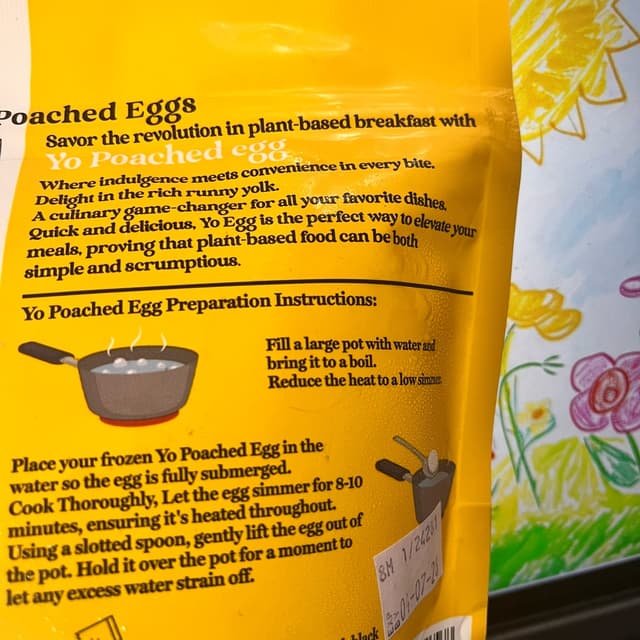 Poached Eggs
Savor the revolution in plant-based breakfast with
Yo Poached egg
Where indulgence meets convenience in every bite.
Delight in the rich runny yolk.
A culinary game-changer for all your favorite dishes.
Quick and delicious, Yo Egg is the perfect way to elevate your
meals, proving that plant-based food can be both
simple and scrumptious.
Yo Poached Egg Preparation Instructions:
Fill a large pot with water and
bring it to a boil.
Reduce the heat to a low simmer
Place your frozen Yo Poached Egg in the
water so the egg is fully submerged.
Cook Thoroughly, Let the egg simmer for 8-10
minutes, ensuring it's heated throughout.
Using a slotted spoon, gently lift the egg out of
the pot. Hold it over the pot for a moment to
let any excess water strain off.
black